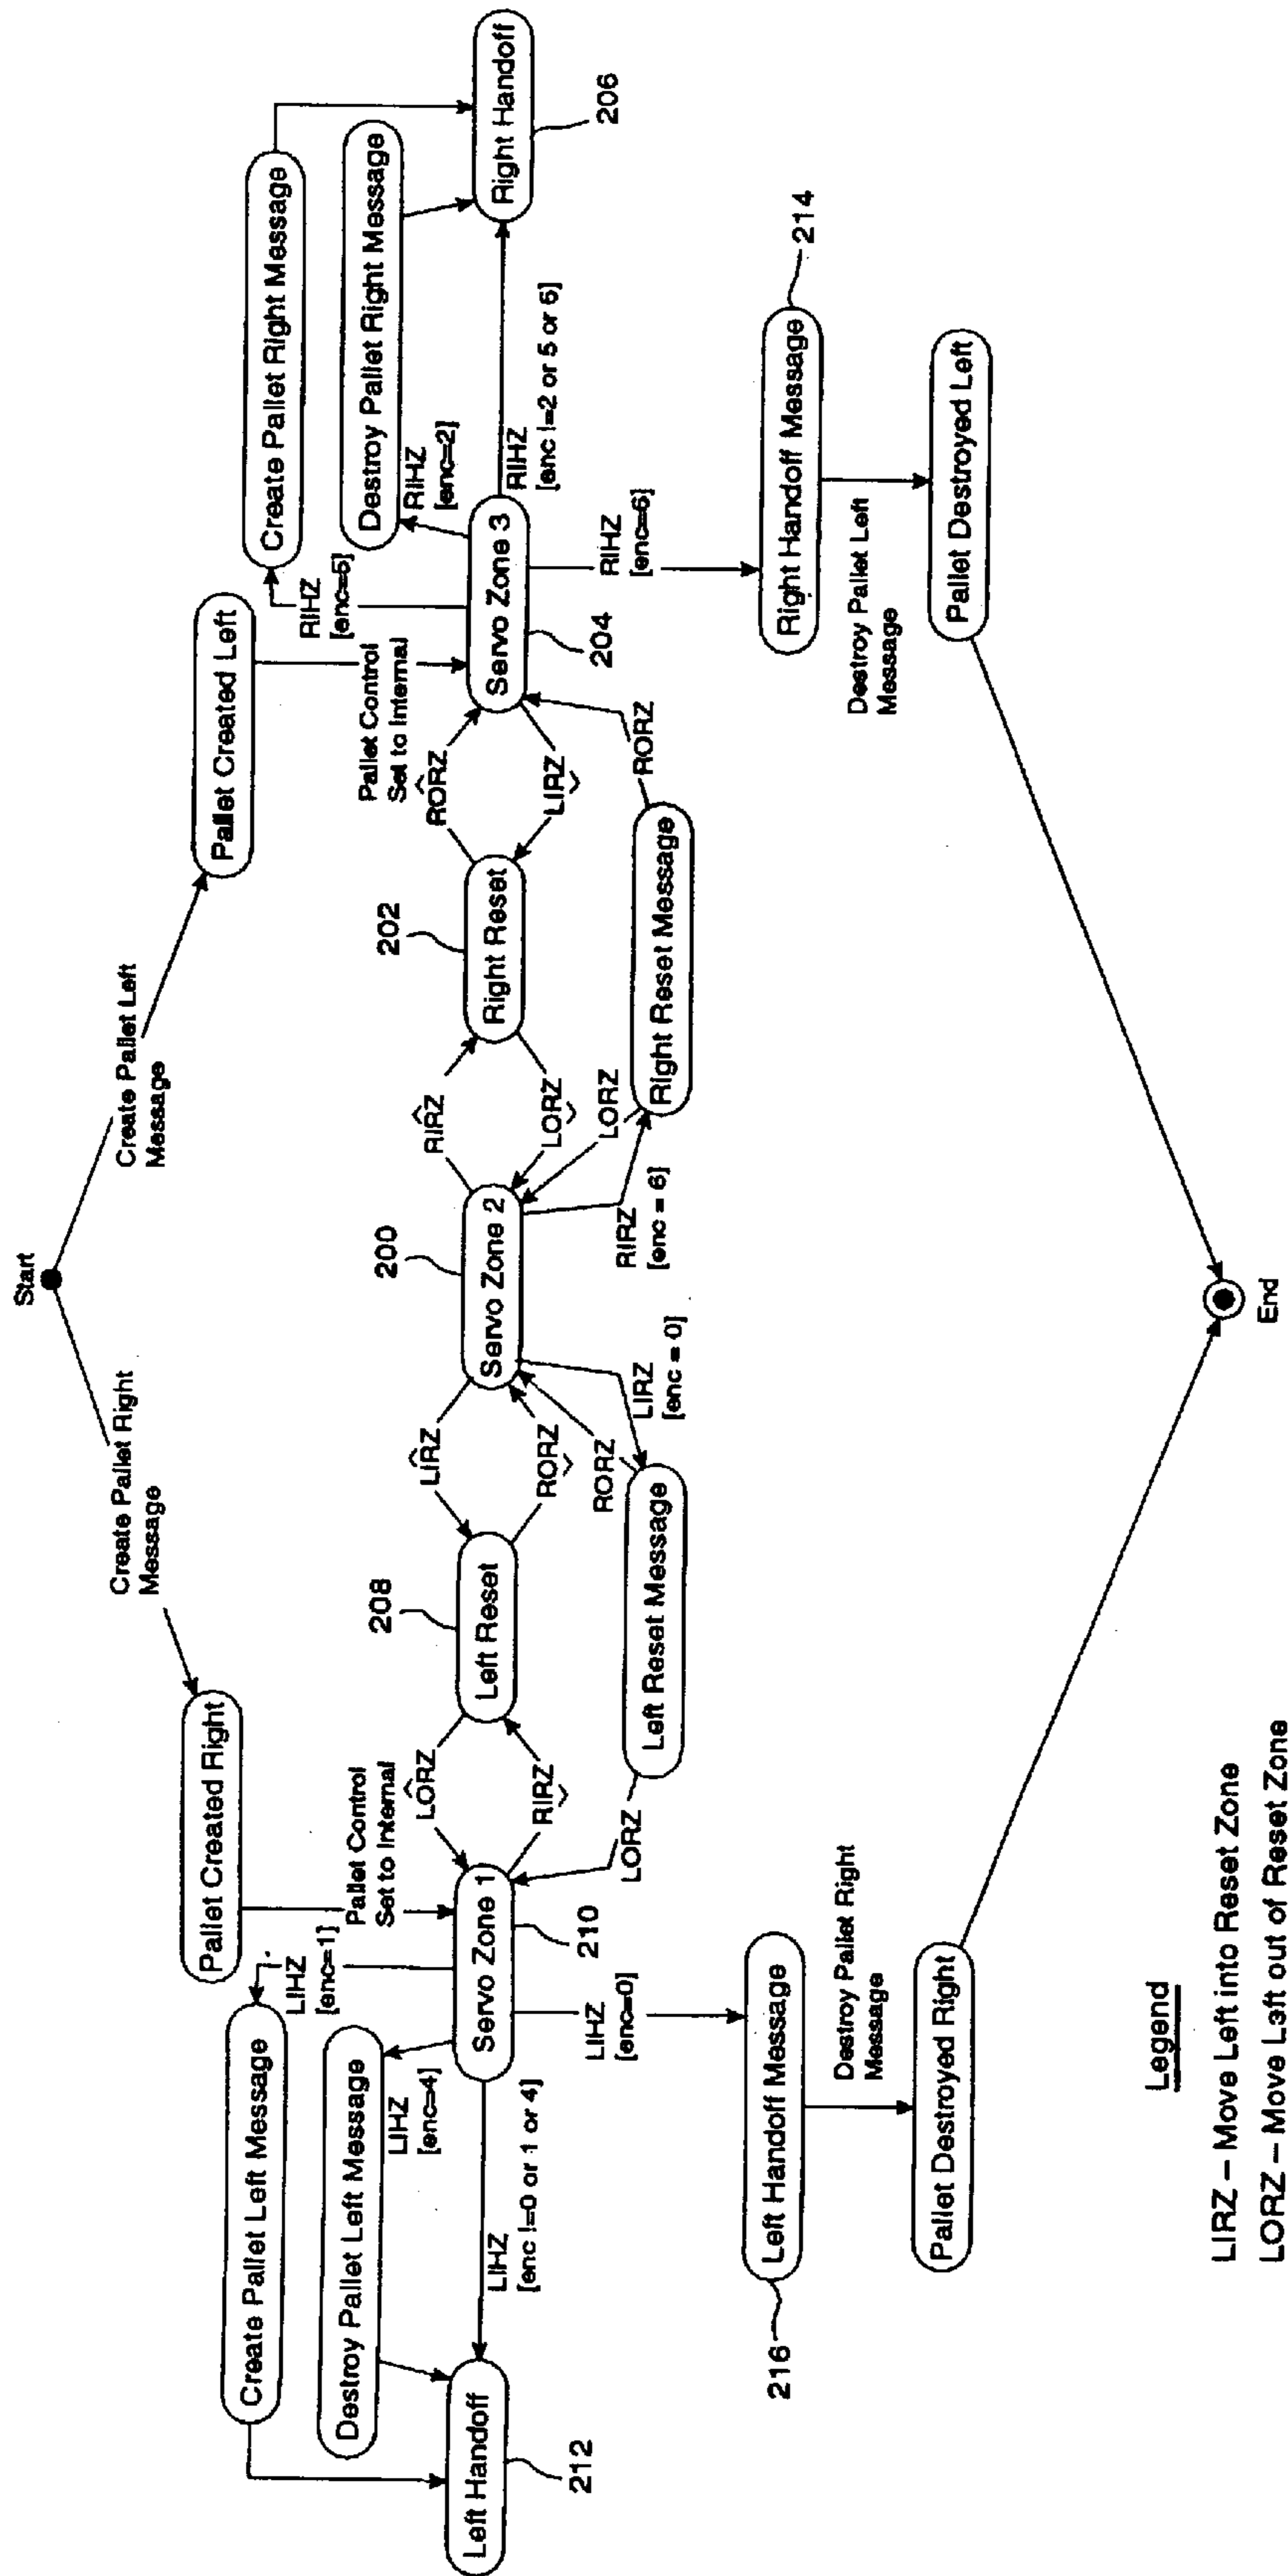 Start
Create Pallet Right
Message
Create Pallet Left
Message
Pallet Created Right
Pallet Created Left
Create Pallet Left Message
Create Pallet Right Message
LIHZ
[enc=1]
Pallet Control
Set to Internal
Pallet Control
Set to Internal
RIHZ
[enc=5]
Destroy Pallet Left Message
Destroy Pallet Right Message
LIHZ
[enc=4]
RIHZ
[enc=2]
208
200
202
LORZ
LIRZ
RIRZ
RORZ
Left Handoff
Servo Zone 1
Left Reset
Servo Zone 2
Right Reset
Servo Zone 3
Right Handoff
LIHZ
[enc !=0 or 1 or 4]
RIHZ
[enc !=2 or 5 or 6]
RIRZ
RORZ
LORZ
LIRZ
212
210
204
206
LIHZ
[enc=0]
LORZ
RORZ
LIRZ
[enc = 0]
RIRZ
[enc = 6]
LORZ
RORZ
RIHZ
[enc=6]
Left Reset Message
Right Reset Message
216
Left Handoff Message
Right Handoff Message
214
Destroy Pallet Right
Message
Destroy Pallet Left
Message
Pallet Destroyed Right
Pallet Destroyed Left
End
Legend
LIRZ – Move Left into Reset Zone
LORZ – Move Left out of Reset Zone